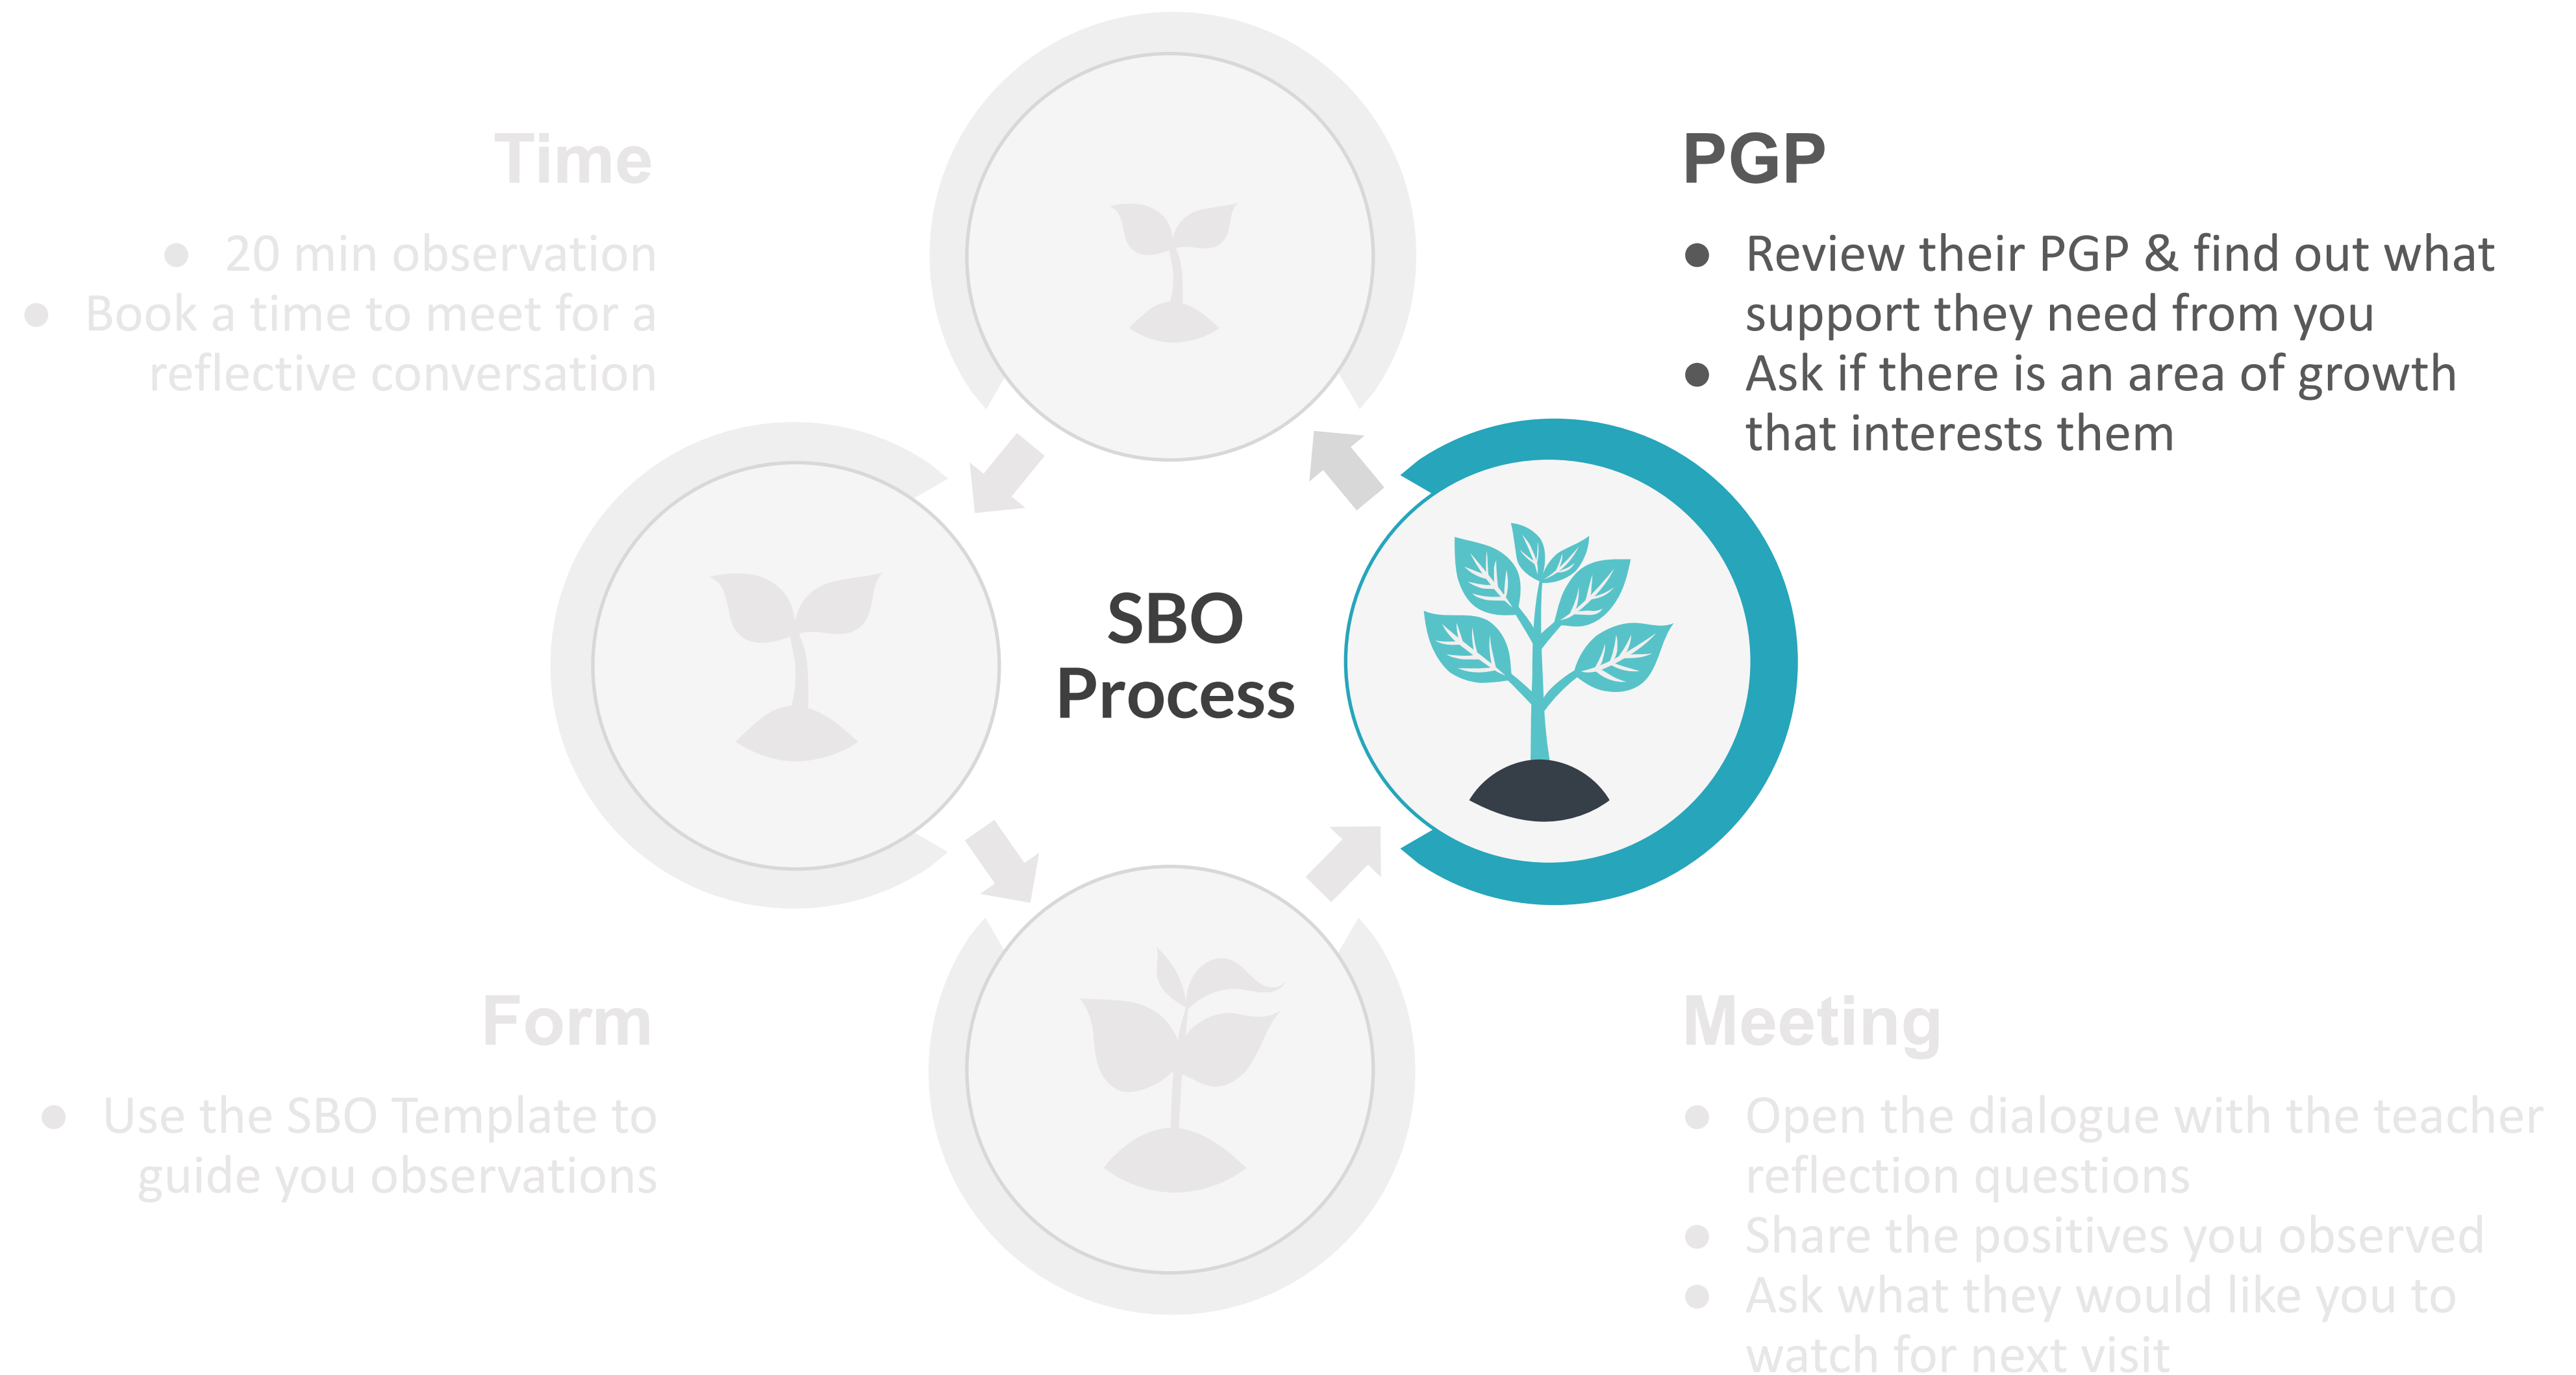 Time
● 20 min observation
● Book a time to meet for a
reflective conversation
PGP
● Review their PGP & find out what
support they need from you
● Ask if there is an area of growth
that interests them
SBO
Process
Form
● Use the SBO Template to
guide you observations
Meeting
● Open the dialogue with the teacher
reflection questions
● Share the positives you observed
● Ask what they would like you to
watch for next visit